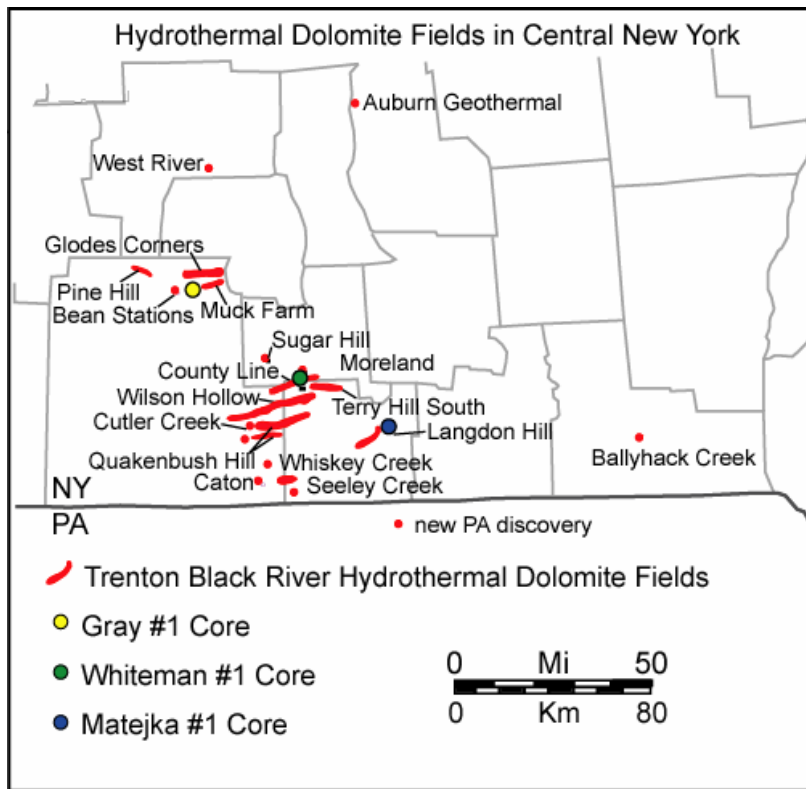 Hydrothermal Dolomite Fields in Central New York
Auburn Geothermal
West River
Glodes Corners
Pine Hill
Bean Stations
Muck Farm
Sugar Hill
County Line
Moreland
Wilson Hollow
Terry Hill South
Cutler Creek
Langdon Hill
Quakenbush Hill
Whiskey Creek
Ballyhack Creek
Caton
Seeley Creek
NY
PA
new PA discovery
Trenton Black River Hydrothermal Dolomite Fields
Gray #1 Core
Whiteman #1 Core
Matejka #1 Core
0 Mi 50
0 Km 80